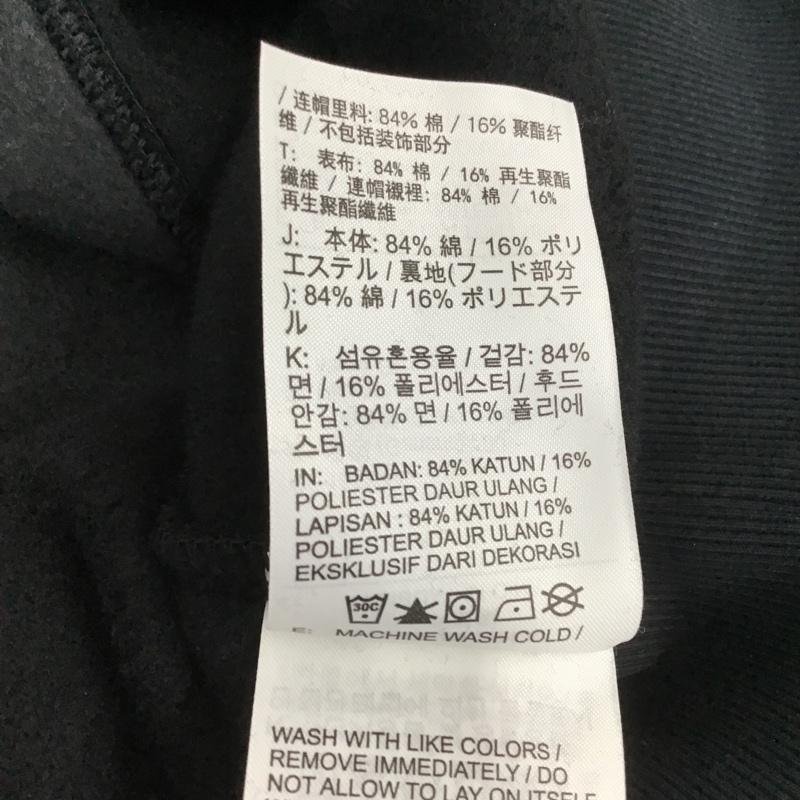 / 连帽里料: 84% 棉 / 16% 聚酯纤
维 / 不包括装饰部分
T: 表布: 84% 棉 / 16% 再生聚酯
纖維 / 連帽襯裡: 84% 棉 / 16%
再生聚酯纖維
J: 本体: 84% 綿 / 16% ポリ
エステル / 裏地(フード部分
): 84% 綿 / 16% ポリエステ
ル
K: 섬유혼용율 / 겉감: 84%
면 / 16% 폴리에스터 / 후드
안감: 84% 면 / 16% 폴리에
스터
IN: BADAN: 84% KATUN / 16%
POLIESTER DAUR ULANG /
LAPISAN : 84% KATUN / 16%
POLIESTER DAUR ULANG /
EKSKLUSIF DARI DEKORASI
30C
E: MACHINE WASH COLD /
WASH WITH LIKE COLORS /
REMOVE IMMEDIATELY / DO
NOT ALLOW TO LAY ON ITSELF